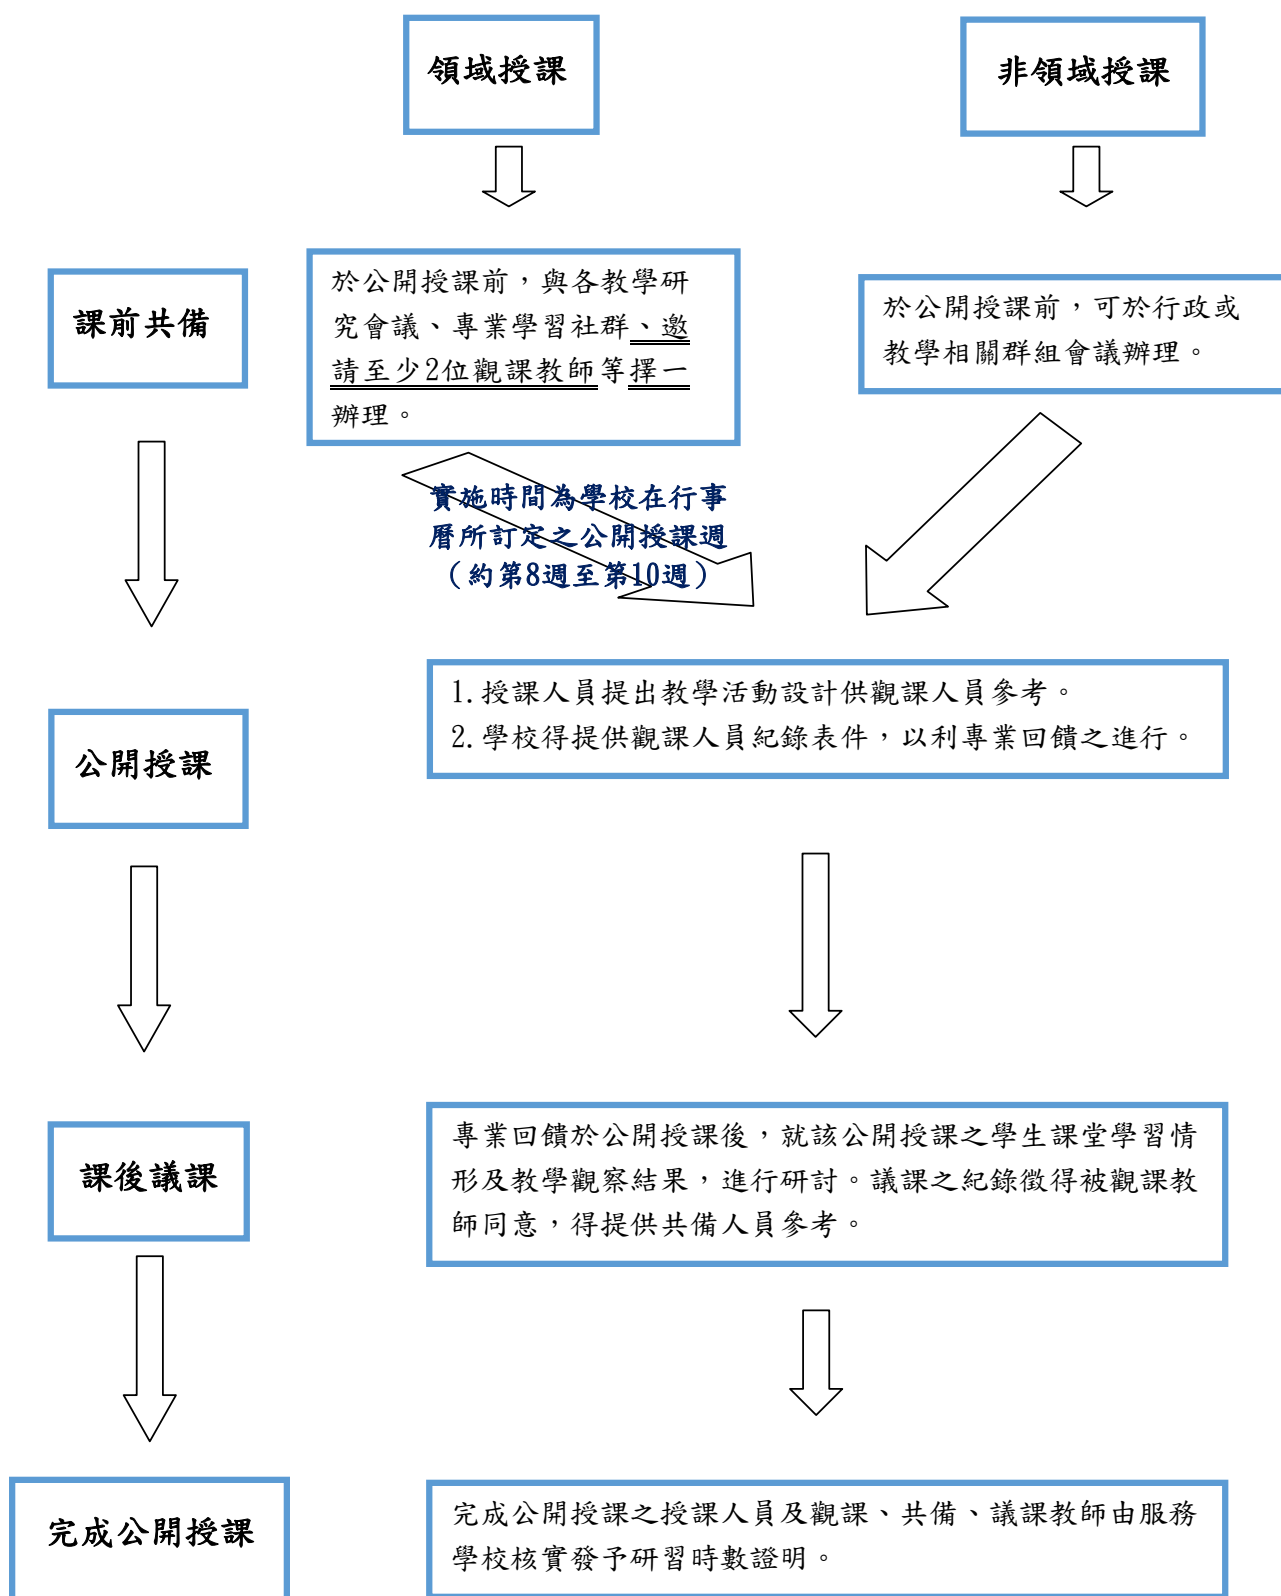 領域授課
非領域授課
課前共備
於公開授課前，與各教學研
究會議、專業學習社群、邀
請至少2位觀課教師等擇一
辦理。
於公開授課前，可於行政或
教學相關群組會議辦理。
實施時間為學校在行事
曆所訂定之公開授課週
（約第8週至第10週）
公開授課
1.授課人員提出教學活動設計供觀課人員參考。
2.學校得提供觀課人員紀錄表件，以利專業回饋之進行。
課後議課
專業回饋於公開授課後，就該公開授課之學生課堂學習情
形及教學觀察結果，進行研討。議課之紀錄徵得被觀課教
師同意，得提供共備人員參考。
完成公開授課
完成公開授課之授課人員及觀課、共備、議課教師由服務
學校核實發予研習時數證明。